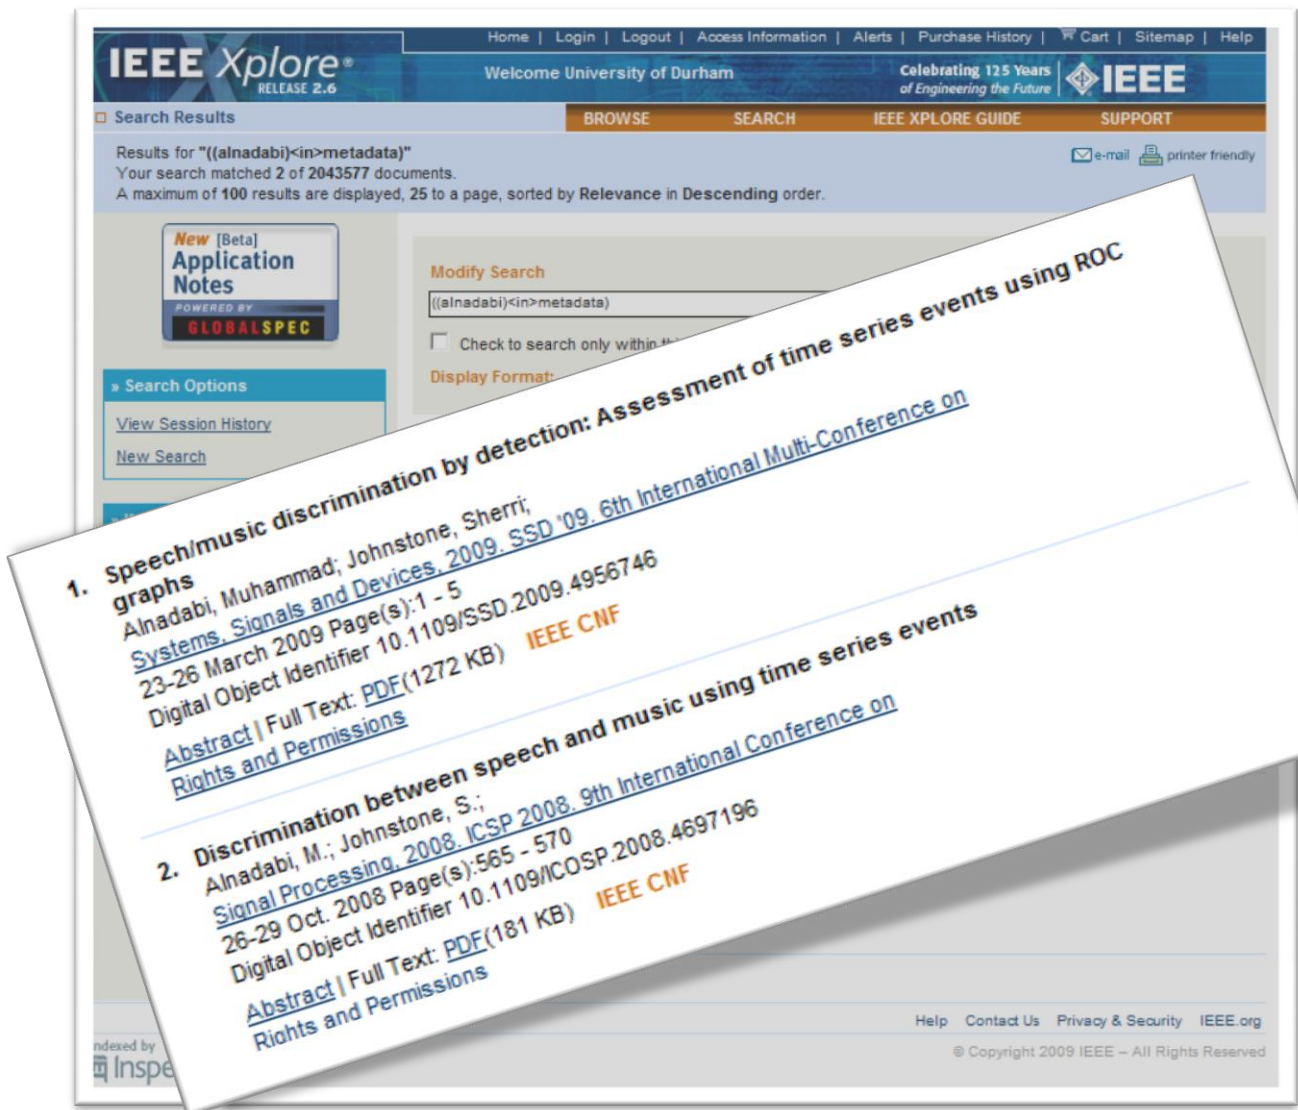 Home | Login | Logout | Access Information | Alerts | Purchase History | Cart | Sitemap | Help
IEEE Xplore®
RELEASE 2.6
Welcome University of Durham
Celebrating 125 Years
of Engineering the Future
IEEE
Search Results
BROWSE SEARCH IEEE XPLORE GUIDE SUPPORT
Results for "((alnadabi)<in>metadata)"
Your search matched 2 of 2043577 documents.
A maximum of 100 results are displayed, 25 to a page, sorted by Relevance in Descending order.
e-mail printer friendly
New [Beta]
Application
Notes
POWERED BY
GLOBALSPEC
Modify Search
((alnadabi)<in>metadata)
Check to search only within
Display Format:
» Search Options
View Session History
New Search
1. Speech/music discrimination by detection: Assessment of time series events using ROC
graphs
Alnadabi, Muhammad; Johnstone, Sherri;
Systems, Signals and Devices, 2009. SSD '09. 6th International Multi-Conference on
23-26 March 2009 Page(s):1 - 5
Digital Object Identifier 10.1109/SSD.2009.4956746
Abstract | Full Text: PDF(1272 KB) IEEE CNF
Rights and Permissions
2. Discrimination between speech and music using time series events
Alnadabi, M.; Johnstone, S.;
Signal Processing, 2008. ICSP 2008. 9th International Conference on
26-29 Oct. 2008 Page(s):565 - 570
Digital Object Identifier 10.1109/ICOSP.2008.4697196
Abstract | Full Text: PDF(181 KB) IEEE CNF
Rights and Permissions
Help Contact Us Privacy & Security IEEE.org
© Copyright 2009 IEEE – All Rights Reserved
ndexed by
Inspe